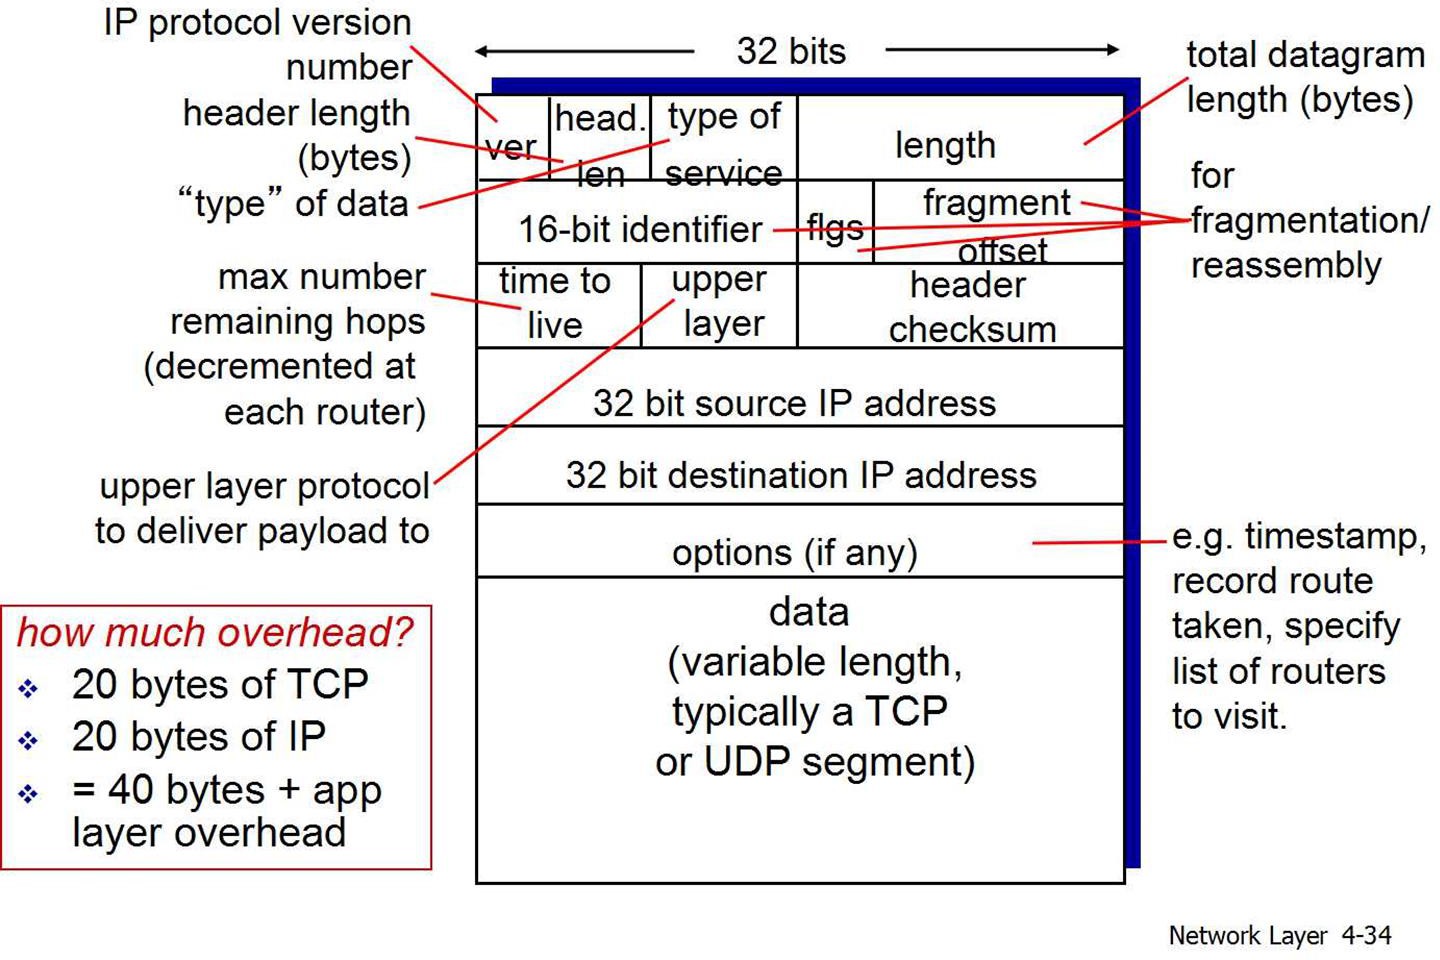 IP protocol version
number
header length
(bytes)
“type” of data
max number
remaining hops
(decremented at
each router)
upper layer protocol
to deliver payload to
how much overhead?
20 bytes of TCP
20 bytes of IP
= 40 bytes + app
layer overhead
32 bits
ver
head.
len
type of
service
length
16-bit identifier
flgs
fragment
offset
time to
live
upper
layer
header
checksum
32 bit source IP address
32 bit destination IP address
options (if any)
data
(variable length,
typically a TCP
or UDP segment)
total datagram
length (bytes)
for
fragmentation/
reassembly
e.g. timestamp,
record route
taken, specify
list of routers
to visit.
Network Layer 4-34